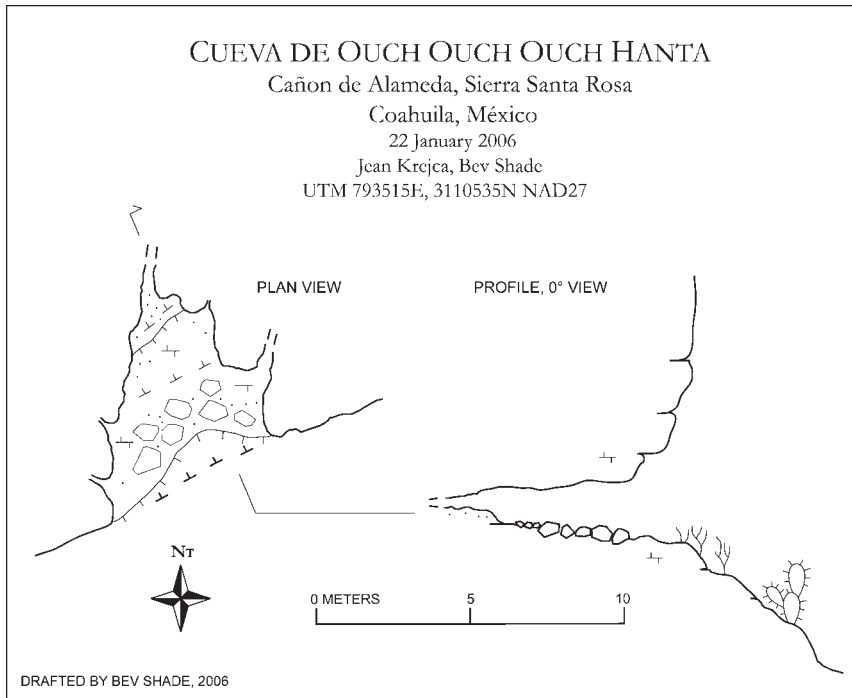 CUEVA DE OUCH OUCH OUCH HANTA
Cañon de Alameda, Sierra Santa Rosa
Coahuila, México
22 January 2006
Jean Krejca, Bev Shade
UTM 793515E, 3110535N NAD27
PLAN VIEW
PROFILE, 0° VIEW
NT
0 METERS 5 10
DRAFTED BY BEV SHADE, 2006